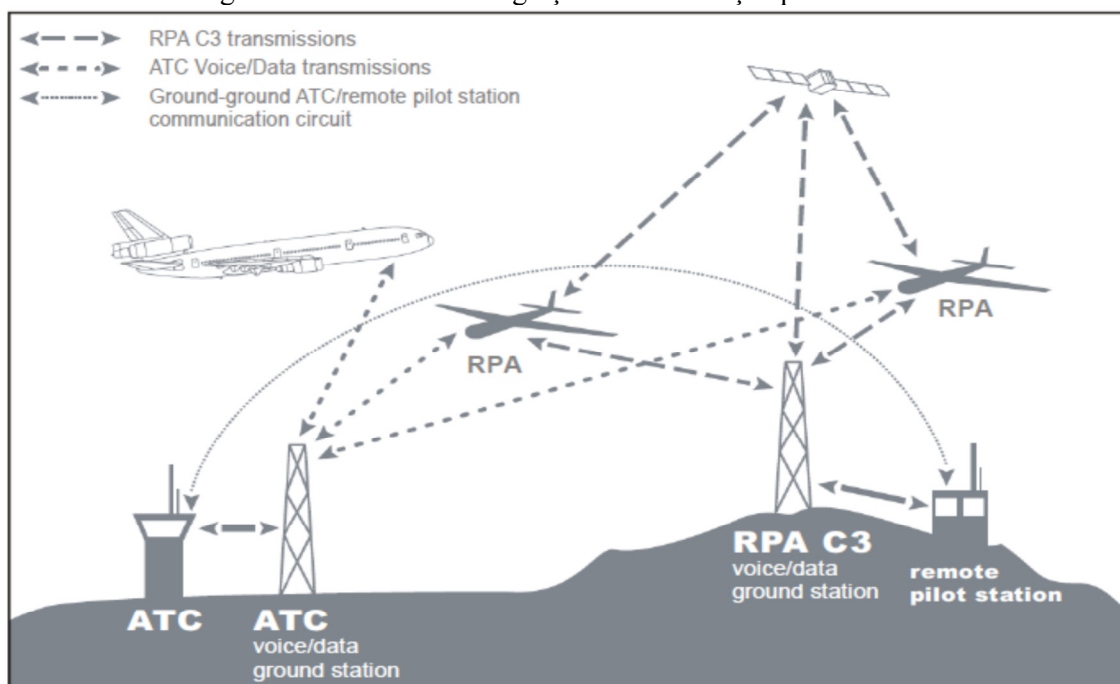 RPA C3 transmissions
ATC Voice/Data transmissions
Ground-ground ATC/remote pilot station
communication circuit
RPA
RPA
RPA C3
voice/data
ground station
remote
pilot station
ATC
ATC
voice/data
ground station